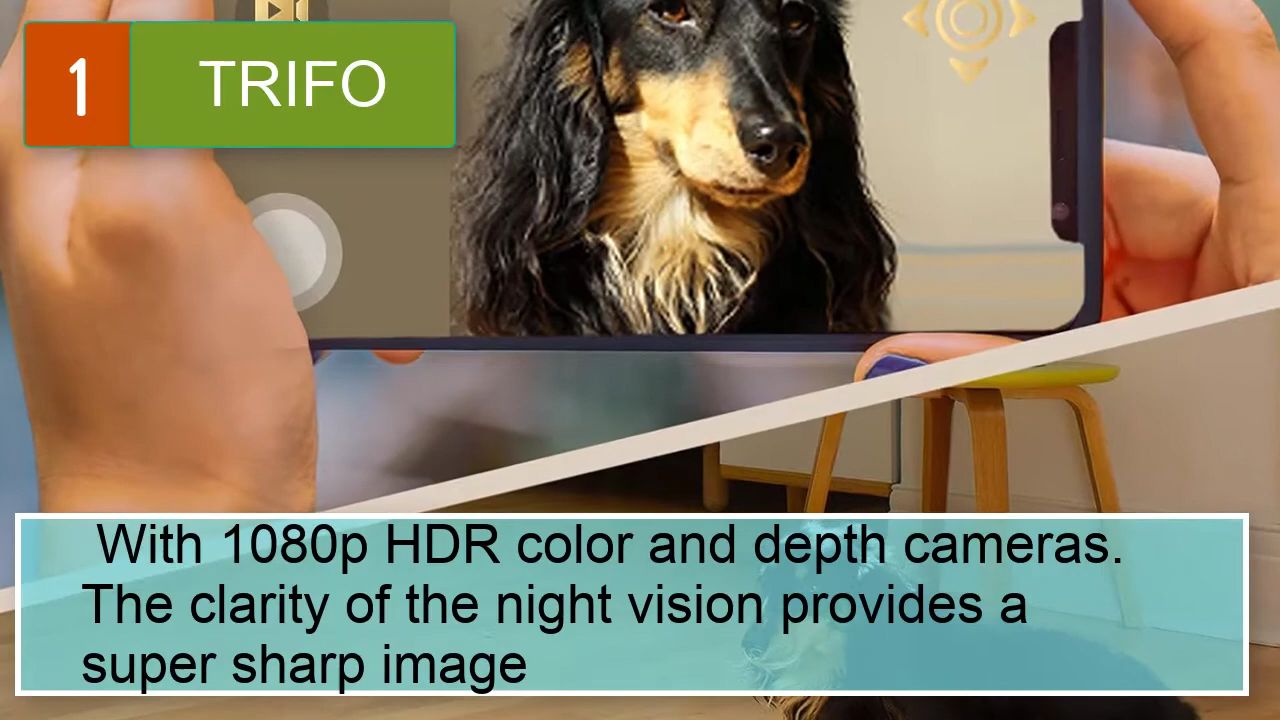 1 TRIFO
With 1080p HDR color and depth cameras.
The clarity of the night vision provides a
super sharp image